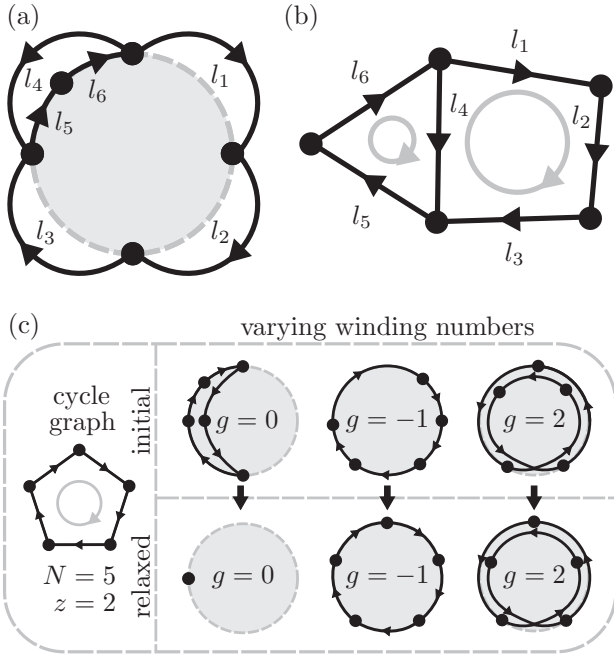 (a)
l₄
l₆
l₁
l₅
l₃
l₂
(b)
l₁
l₆
l₄
l₂
l₅
l₃
(c)
varying winding numbers
cycle
graph
N = 5
z = 2
initial
g = 0
g = −1
g = 2
relaxed
g = 0
g = −1
g = 2